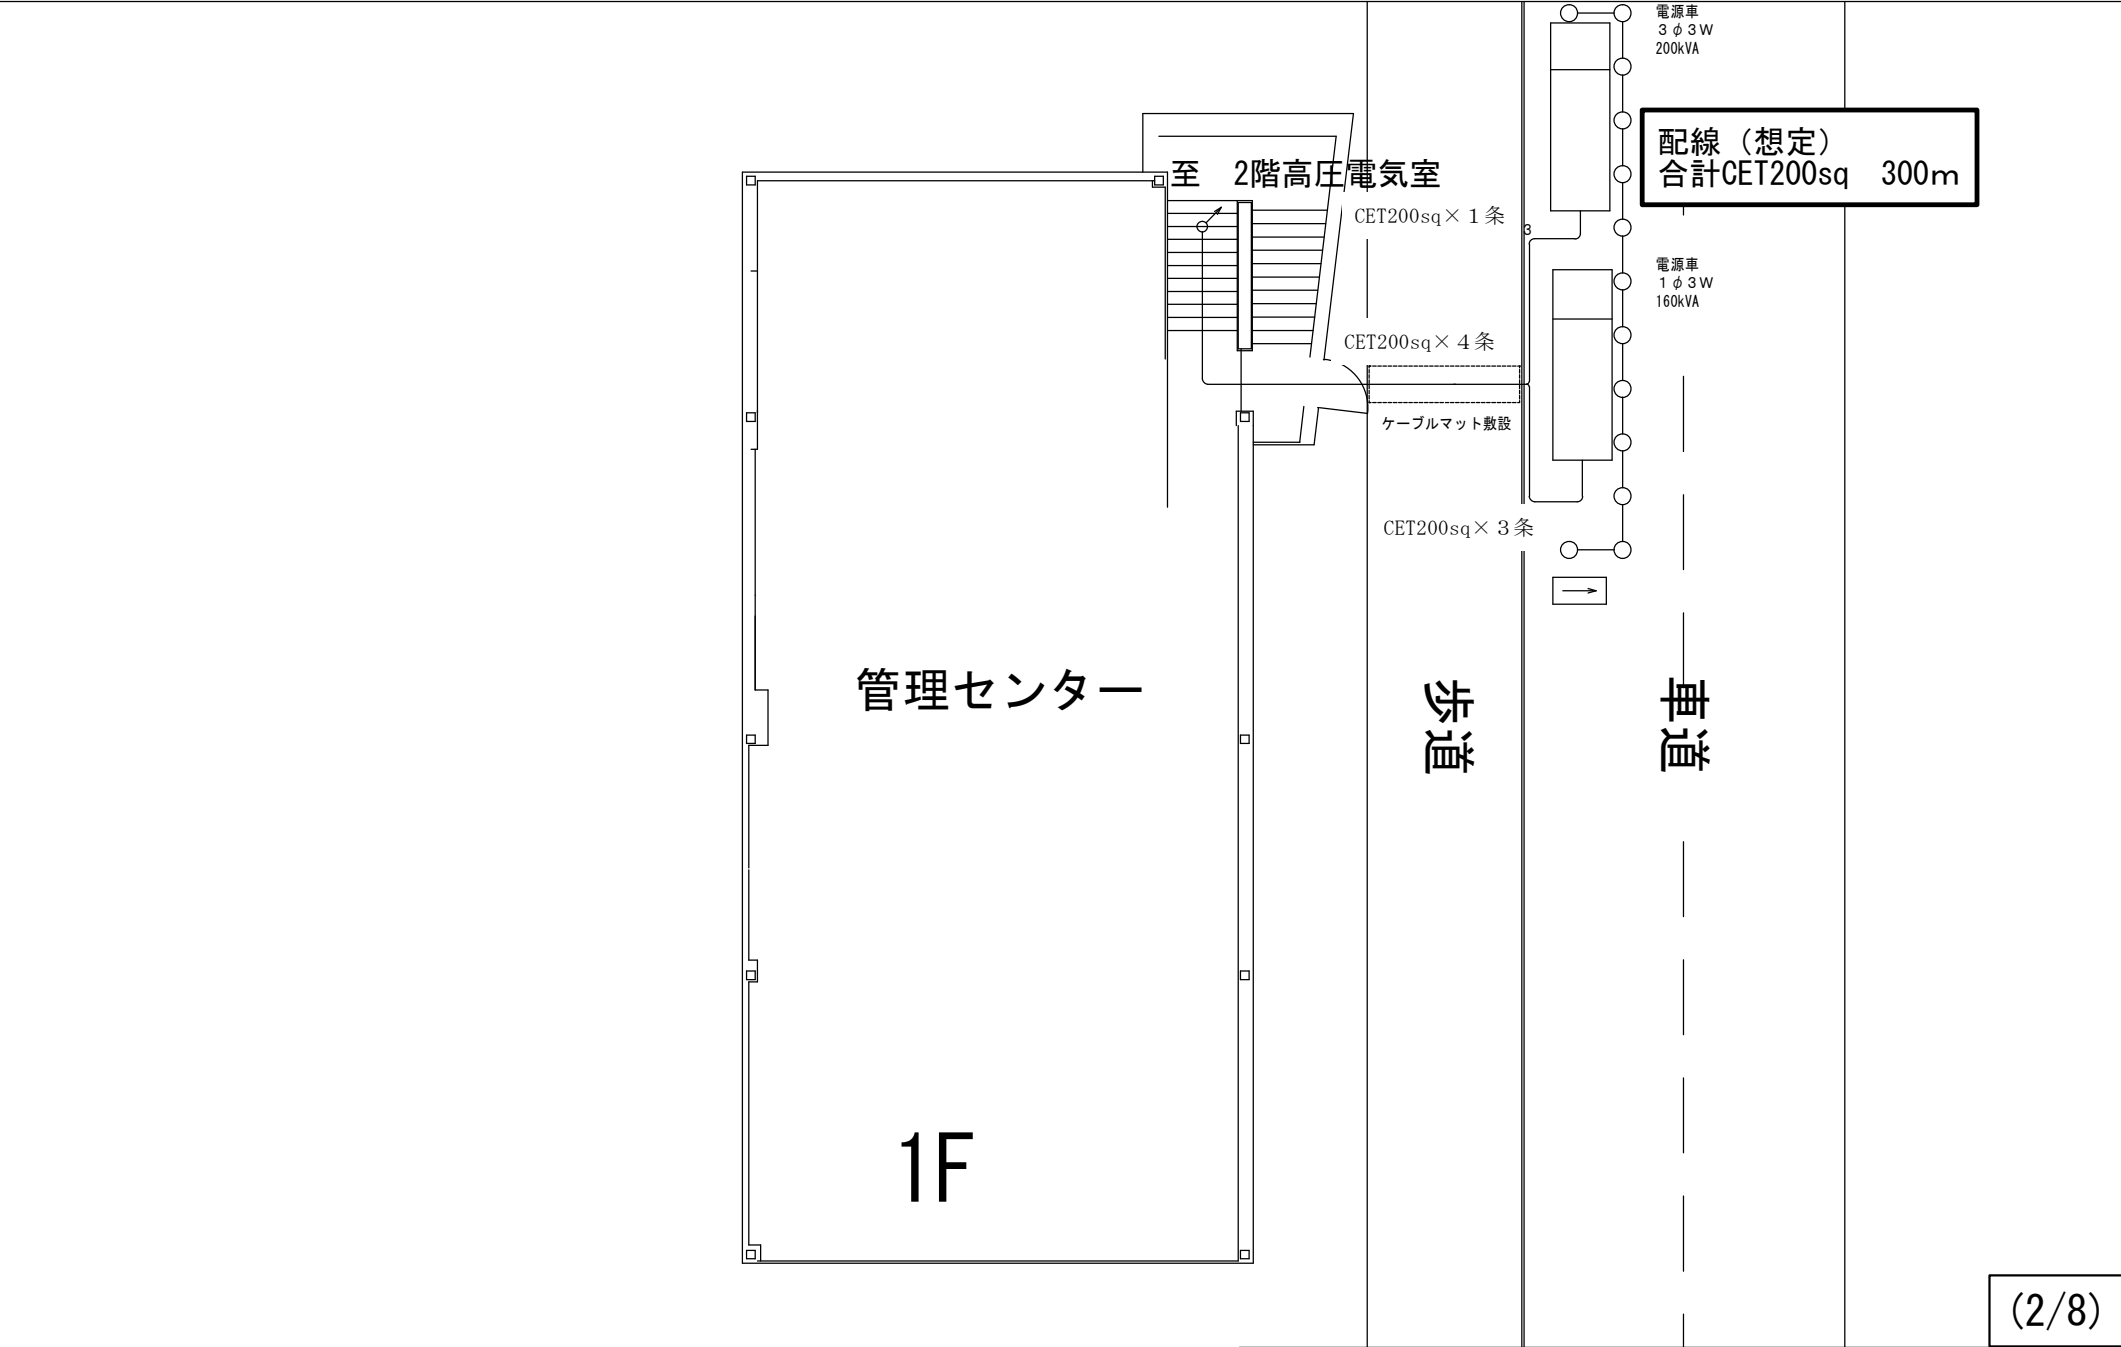 電源車
３φ３Ｗ
200kVA
配線（想定）
合計CET200sq　300ｍ
至　2階高圧電気室
CET200sq×１条
3
電源車
１φ３Ｗ
160kVA
CET200sq×４条
ケーブルマット敷設
CET200sq×３条
管理センター
歩道
車道
1F
(2/8)